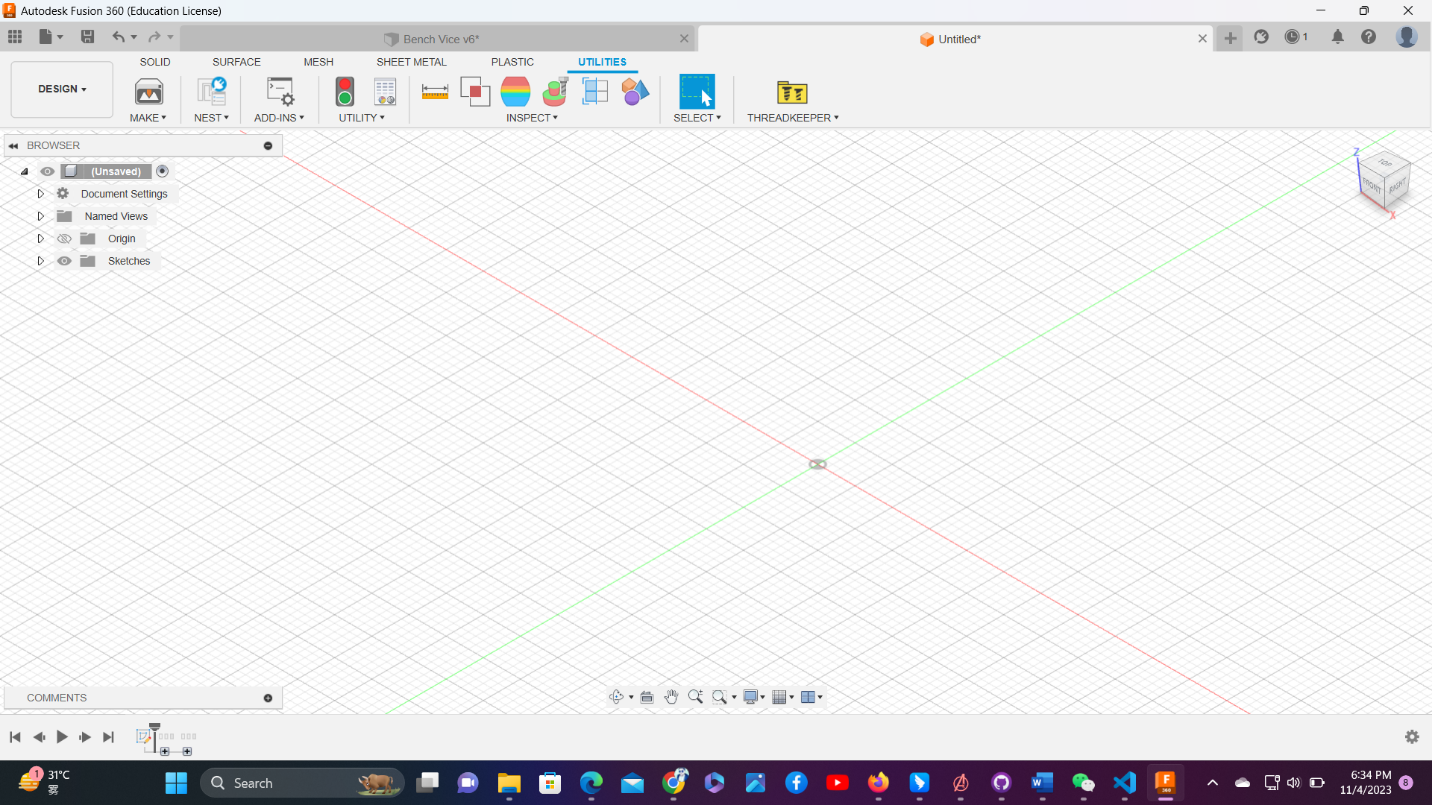 Autodesk Fusion 360 (Education License)
Bench Vice v6*
Untitled*
1
DESIGN
SOLID SURFACE MESH SHEET METAL PLASTIC UTILITIES
MAKE NEST ADD-INS UTILITY INSPECT SELECT THREADKEEPER
BROWSER
(Unsaved)
Document Settings
Named Views
Origin
Sketches
Z
TOP
FRONT
RIGHT
X
COMMENTS
1
31°C
雾
Search
6:34 PM
11/4/2023
8